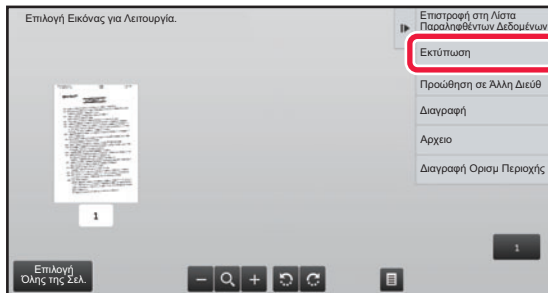 Επιλογή Εικόνας για Λειτουργία.
Επιστροφή στη Λίστα
Παραληφθέντων Δεδομένων
Εκτύπωση
Προώθηση σε Άλλη Διεύθ
Διαγραφή
Αρχειο
Διαγραφή Ορισμ Περιοχής
1
1
Επιλογή
Όλης της Σελ.